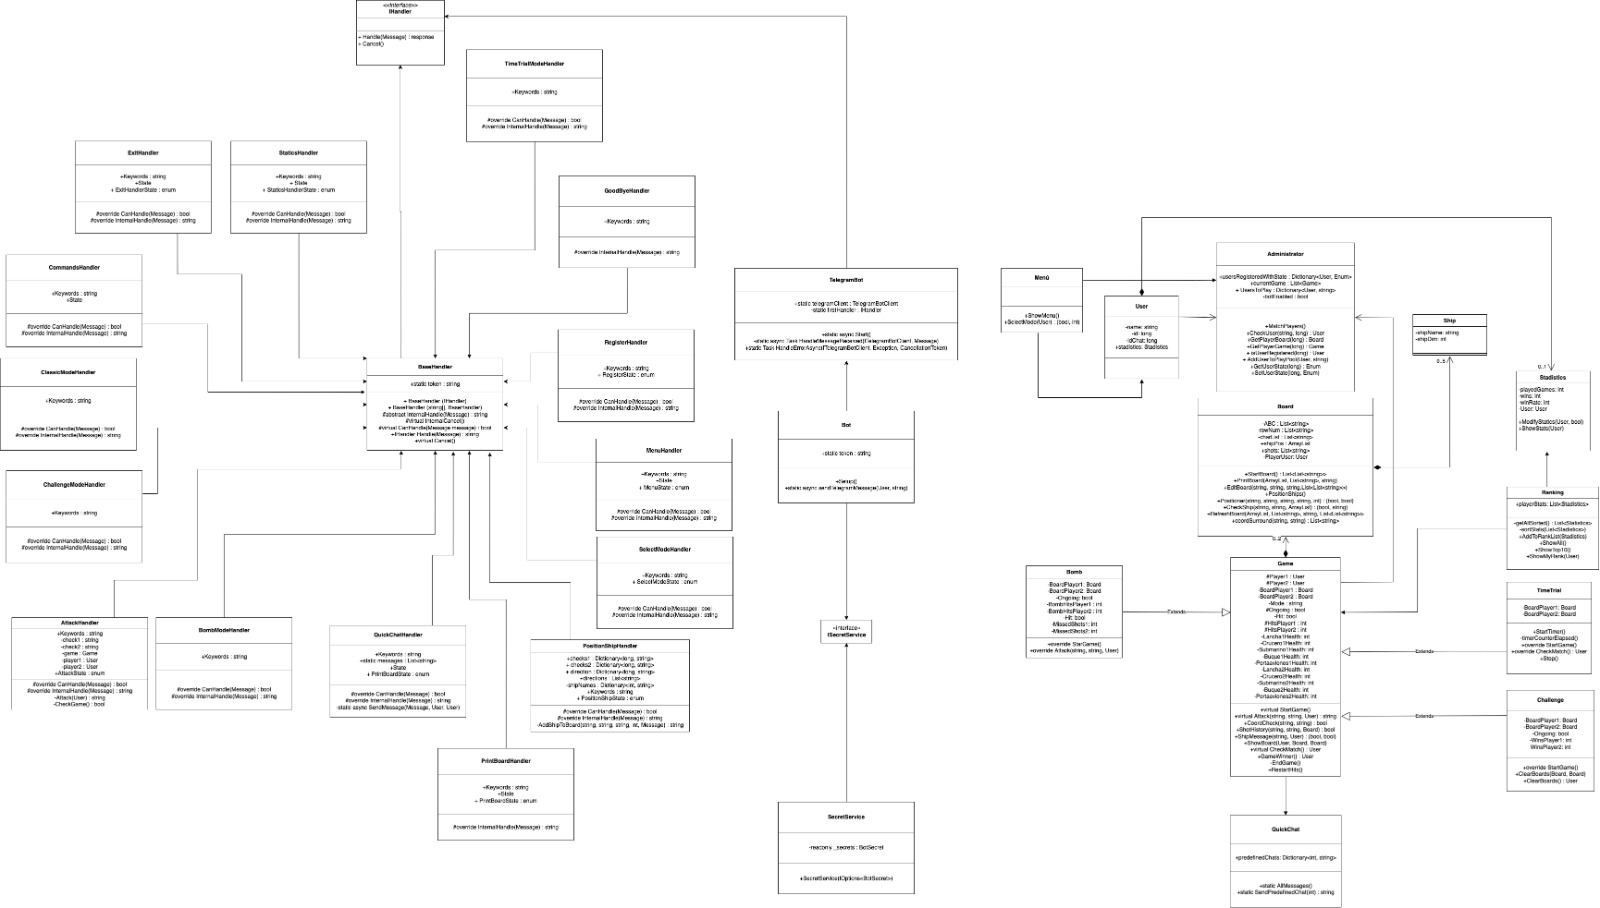 <<Interface>>
IHandler
+ Handle(Message) : response
+ Cancel()
TimeTrialModeHandler
+Keywords : string
#override CanHandle(Message) : bool
#override InternalHandle(Message) : string
ExitHandler
+Keywords : string
+State
+ ExitHandlerState : enum
#override CanHandle(Message) : bool
#override InternalHandle(Message) : string
StaticsHandler
+Keywords : string
+ State
+ StaticsHandlerState : enum
#override CanHandle(Message) : bool
#override InternalHandle(Message) : string
GoodByeHandler
+Keywords : string
#override InternalHandle(Message) : string
CommandsHandler
+Keywords : string
+State
#override CanHandle(Message) : bool
#override InternalHandle(Message) : string
ClassicModeHandler
+Keywords : string
#override CanHandle(Message) : bool
#override InternalHandle(Message) : string
ChallengeModeHandler
+Keywords : string
#override CanHandle(Message) : bool
#override InternalHandle(Message) : string
BaseHandler
+static token : string
+ BaseHandler (IHandler)
+ BaseHandler (string[], BaseHandler)
#abstract InternalHandle(Message) : string
#virtual InternalCancel()
#virtual CanHandle(Message message) : bool
+ IHandler Handle(Message) : string
+virtual Cancel()
RegisterHandler
+Keywords : string
+ RegisterState : enum
#override CanHandle(Message) : bool
#override InternalHandle(Message) : string
MenuHandler
+Keywords : string
+State
+ MenuState : enum
#override CanHandle(Message) : bool
#override InternalHandle(Message) : string
SelectModeHandler
+Keywords : string
+ SelectModeState : enum
#override CanHandle(Message) : bool
#override InternalHandle(Message) : string
AttackHandler
+Keywords : string
-check1 : string
-check2 : string
-game : Game
-player1 : User
-player2 : User
+AttackState : enum
#override CanHandle(Message) : bool
#override InternalHandle(Message) : string
-Attack(User) : string
-CheckGame() : bool
BombModeHandler
+Keywords : string
#override CanHandle(Message) : bool
#override InternalHandle(Message) : string
QuickChatHandler
+Keywords : string
-static messages : List<string>
+State
+ PrintBoardState : enum
#override CanHandle(Message) : bool
#override InternalHandle(Message) : string
-static async SendMessage(Message, User, User)
PositionShipHandler
+ checks1 : Dictionary<long, string>
+ checks2 : Dictionary<long, string>
+ direction : Dictionary<long, string>
+directions : List<string>
-shipNames : Dictionary<int, string>
+Keywords : string
+ PositionShipState : enum
#override CanHandle(Message) : bool
#override InternalHandle(Message) : string
-AddShipToBoard(string, string, string, int, Message) : string
PrintBoardHandler
+Keywords : string
+State
+ PrintBoardState : enum
#override InternalHandle(Message) : string
TelegramBot
+static telegramClient : TelegramBotClient
-static firstHandler : IHandler
+static async Start()
-static async Task HandleMessageReceived(ITelegramBotClient, Message)
+static Task HandleErrorAsync(ITelegramBotClient, Exception, CancellationToken)
Bot
+static token : string
+Setup()
+static async sendTelegramMessage(User, string)
<Interface>
ISecretService
SecretService
-readonly _secrets : BotSecret
+SecretService(IOptions<BotSecret>)
Menú
+ShowMenu()
+SelectMode(User) : (bool, int)
User
-name: string
-id: long
-idChat: long
+stadistics: Stadistics
Administrator
+usersRegisteredWithState : Dictionary<User, Enum>
+currentGame : List<Game>
+ UsersToPlay : Dictionary<User, string>
-botEnabled : bool
+MatchPlayers()
+CheckUser(string, long) : User
+GetPlayerBoard(long) : Board
+GetPlayerGame(long) : Game
+ isUserRegistered(long) : User
+ AddUserToPlayPool(User, string)
+GetUserState(long) : Enum
+SetUserState(long, Enum)
Ship
-shipName: string
-shipDim: int
0..5
0..1
Stadistics
-playedGames: int
-wins: int
-winRate: int
-User: User
+ModifyStatics(User, bool)
+ShowStats(User)
Board
-ABC : List<string>
-rowNum : List<string>
-charList : List<string>
+shipPos : ArrayList
+shots: List<string>
-PlayerUser: User
+StartBoard() : List<List<string>>
+PrintBoard(ArrayList, List<string>, string)
+EditBoard(string, string, string,List<List<string>>)
+PositionShips()
+Positioner(string, string, string, string, int) : (bool, bool)
+CheckShip(string, string, ArrayList) : (bool, string)
+RefreshBoard(ArrayList, List<string>, string, List<List<string>>)
+coordSurround(string, string) : List<string>
0..2
Ranking
+playerStats: List<Stadistics>
-getAllSorted() : List<Statistics>
-sortStats(List<Stadistics>)
+AddToRankList(Stadistics)
+ShowAll()
+ShowTop10()
+ShowMyRank(User)
Bomb
-BoardPlayer1: Board
-BoardPlayer2: Board
-Ongoing: bool
-BombHitsPlayer1 : int
-BombHitsPlayer2 : int
-Hit: bool
-MissedShots1: int
-MissedShots2: int
+override StarGame()
+override Attack(string, string, User)
Extends
Game
#Player1 : User
#Player2 : User
-BoardPlayer1 : Board
-BoardPlayer2 : Board
-Mode : string
#Ongoing : bool
-Hit: bool
#HitsPlayer1 : int
#HitsPlayer2 : int
-Lancha1Health: int
-Crucero1Health: int
-Submarino1Health: int
-Buque1Health: int
-Portaaviones1Health: int
-Lancha2Health: int
-Crucero2Health: int
-Submarino2Health: int
-Buque2Health: int
-Portaaviones2Health: int
+virtual StartGame()
+virtual Attack(string, string, User) : string
+CoordCheck(string, string) : bool
+ShotHistory(string, string, Board) : bool
+ShipMessage(string, User) : (bool, bool)
+ShowBoard(User, Board, Board)
+virtual CheckMatch() : User
+GameWinner() : User
-EndGame()
+RestartHits()
TimeTrial
-BoardPlayer1: Board
-BoardPlayer2: Board
+StartTimer()
-timerCounterElapsed()
+override StartGame()
+override CheckMatch() : User
+Stop()
Extends
Challenge
-BoardPlayer1: Board
-BoardPlayer2: Board
-Ongoing: bool
-WinsPlayer1: int
WinsPlayer2: int
+override StartGame()
+ClearBoards(Board, Board)
+ClearBoards() : User
Extends
QuickChat
+predefinedChats: Dictionary<int, string>
+static AllMessages()
+static SendPredefinedChat(int) : string